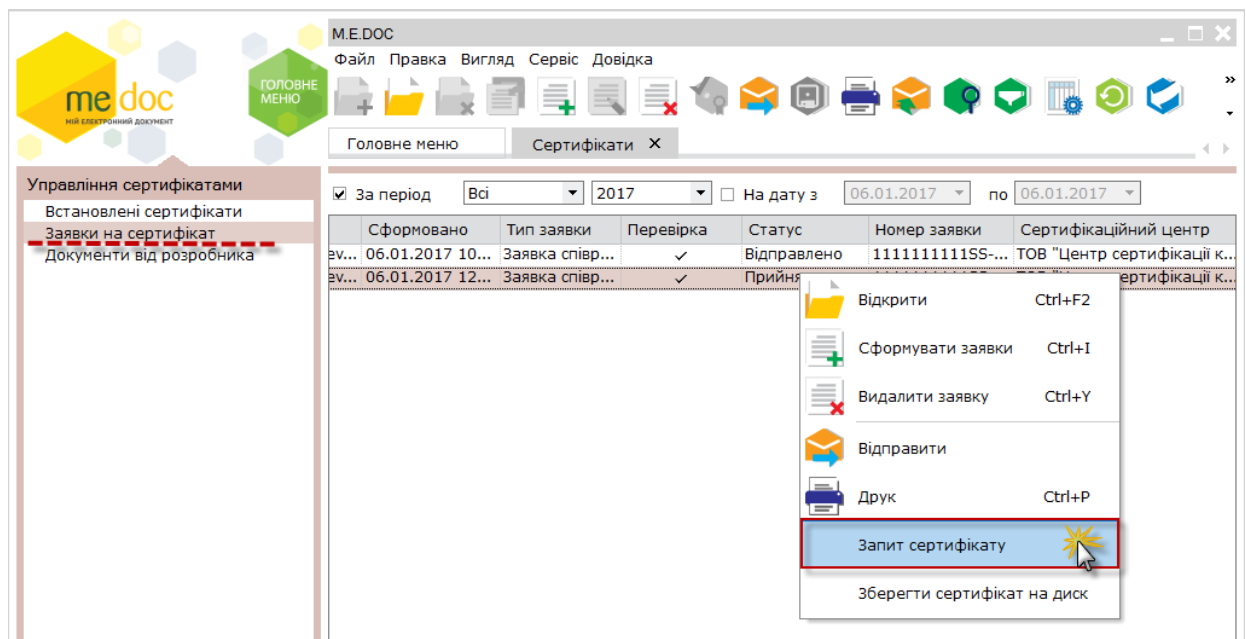 me doc
МІЙ ЕЛЕКТРОННИЙ ДОКУМЕНТ
ГОЛОВНЕ
МЕНЮ
M.E.DOC
Файл Правка Вигляд Сервіс Довідка
»
Головне меню Сертифікати X
Управління сертифікатами
Встановлені сертифікати
Заявки на сертифікат
Документи від розробника
За період Всі 2017 На дату з 06.01.2017 по 06.01.2017
Сформовано Тип заявки Перевірка Статус Номер заявки Сертифікаційний центр
ev... 06.01.2017 10... Заявка співр... ✓ Відправлено 1111111111SS-... ТОВ "Центр сертифікації к...
ev... 06.01.2017 12... Заявка співр... ✓ Прийня ертифікації к...
Відкрити Ctrl+F2
Сформувати заявки Ctrl+I
Видалити заявку Ctrl+Y
Відправити
Друк Ctrl+P
Запит сертифікату
Зберегти сертифікат на диск